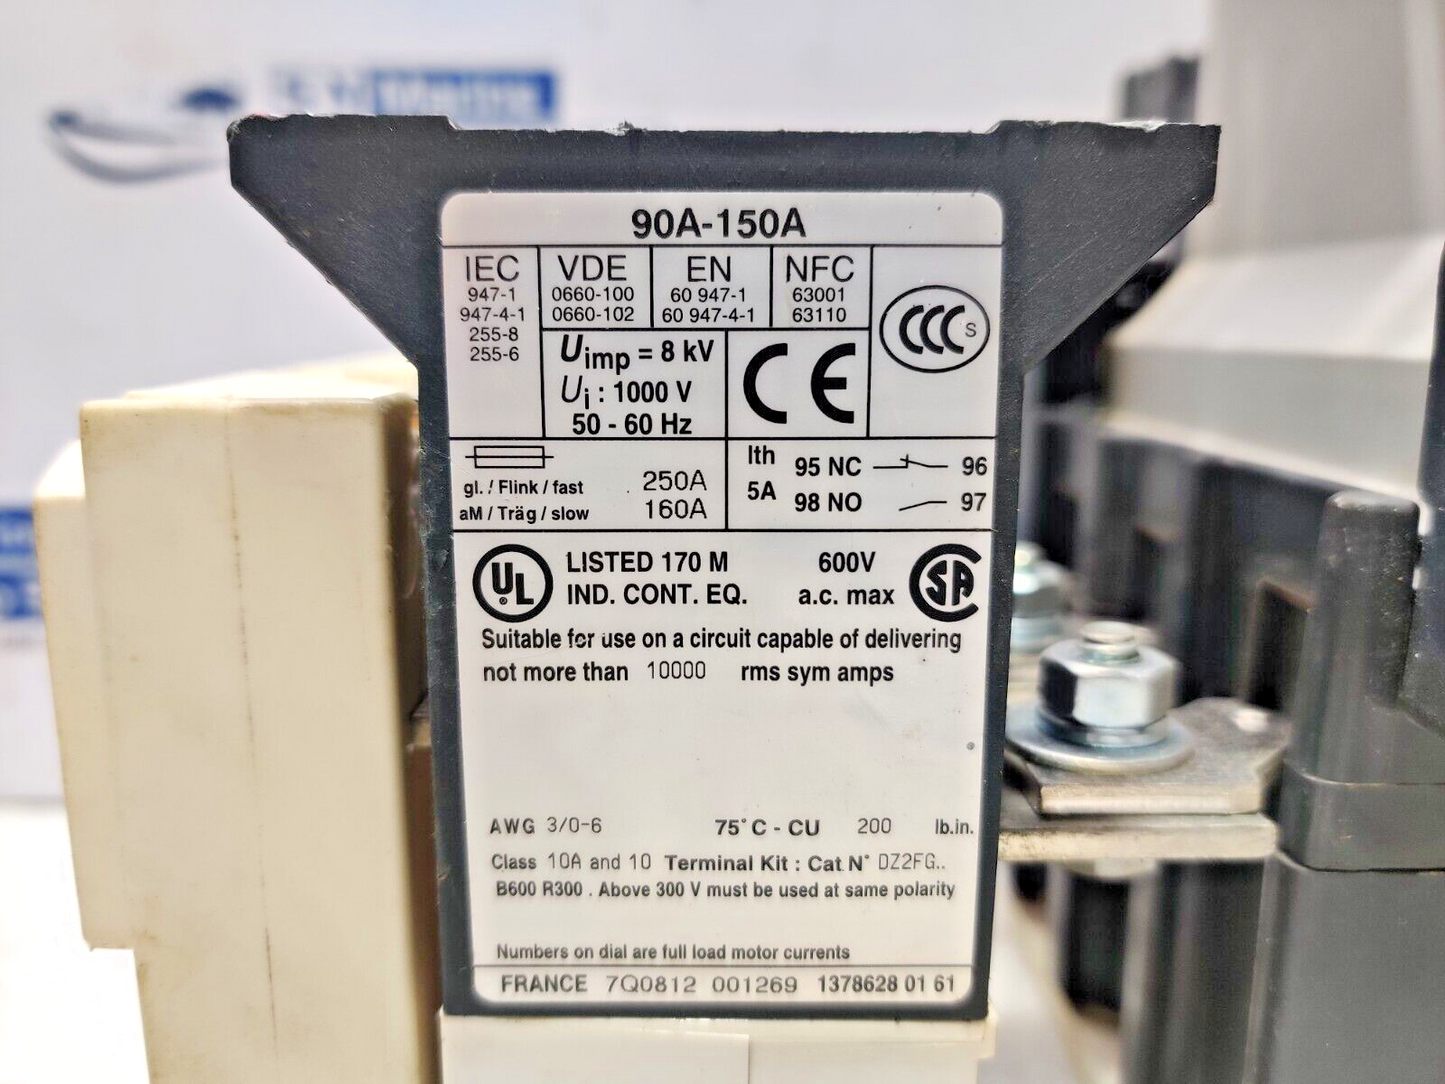 Marine
90A-150A
IEC
947-1
947-4-1
255-8
255-6
VDE
0660-100
0660-102
EN
60 947-1
60 947-4-1
NFC
63001
63110
CCC S
Uimp = 8 kV
Ui : 1000 V
50 - 60 Hz
CE
gl. / Flink / fast 250A
aM / Träg / slow 160A
Ith
5A
95 NC 96
98 NO 97
UL
LISTED 170 M 600V
IND. CONT. EQ. a.c. max
SA
Suitable for use on a circuit capable of delivering
not more than 10000 rms sym amps
AWG 3/0-6 75°C - CU 200 lb.in.
Class 10A and 10 Terminal Kit : Cat N° DZ2FG..
B600 R300 . Above 300 V must be used at same polarity
Numbers on dial are full load motor currents
FRANCE 7Q0812 001269 1378628 01 61